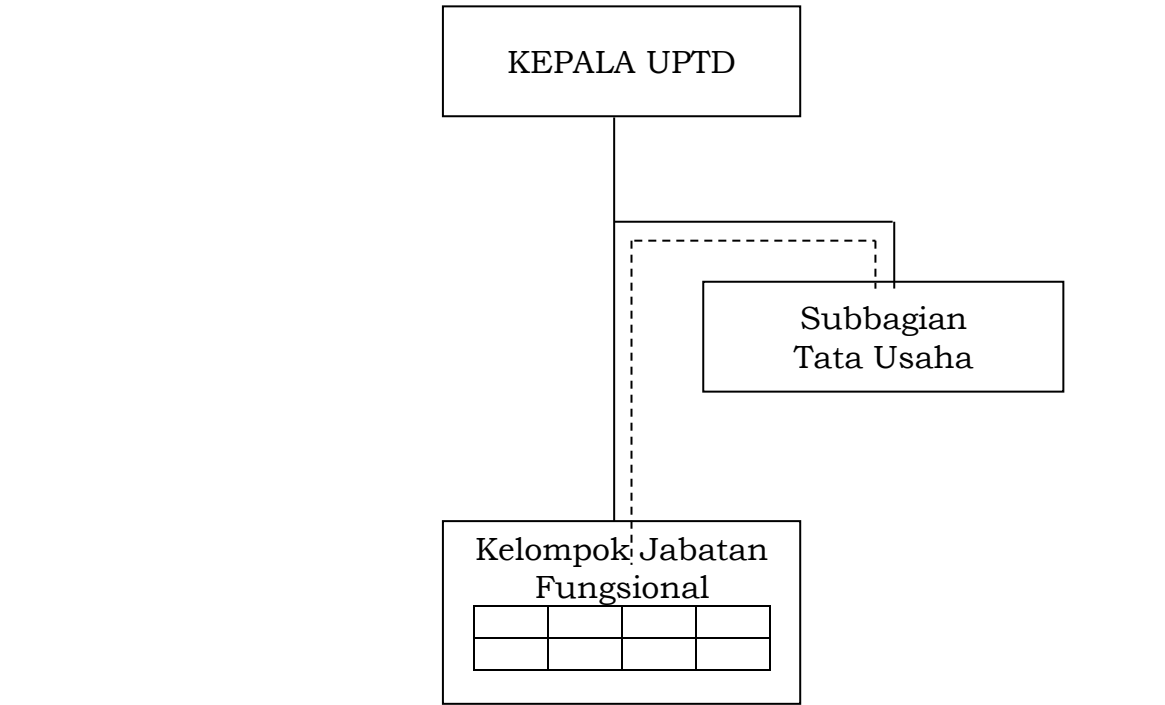 KEPALA UPTD
Subbagian
Tata Usaha
Kelompok Jabatan
Fungsional